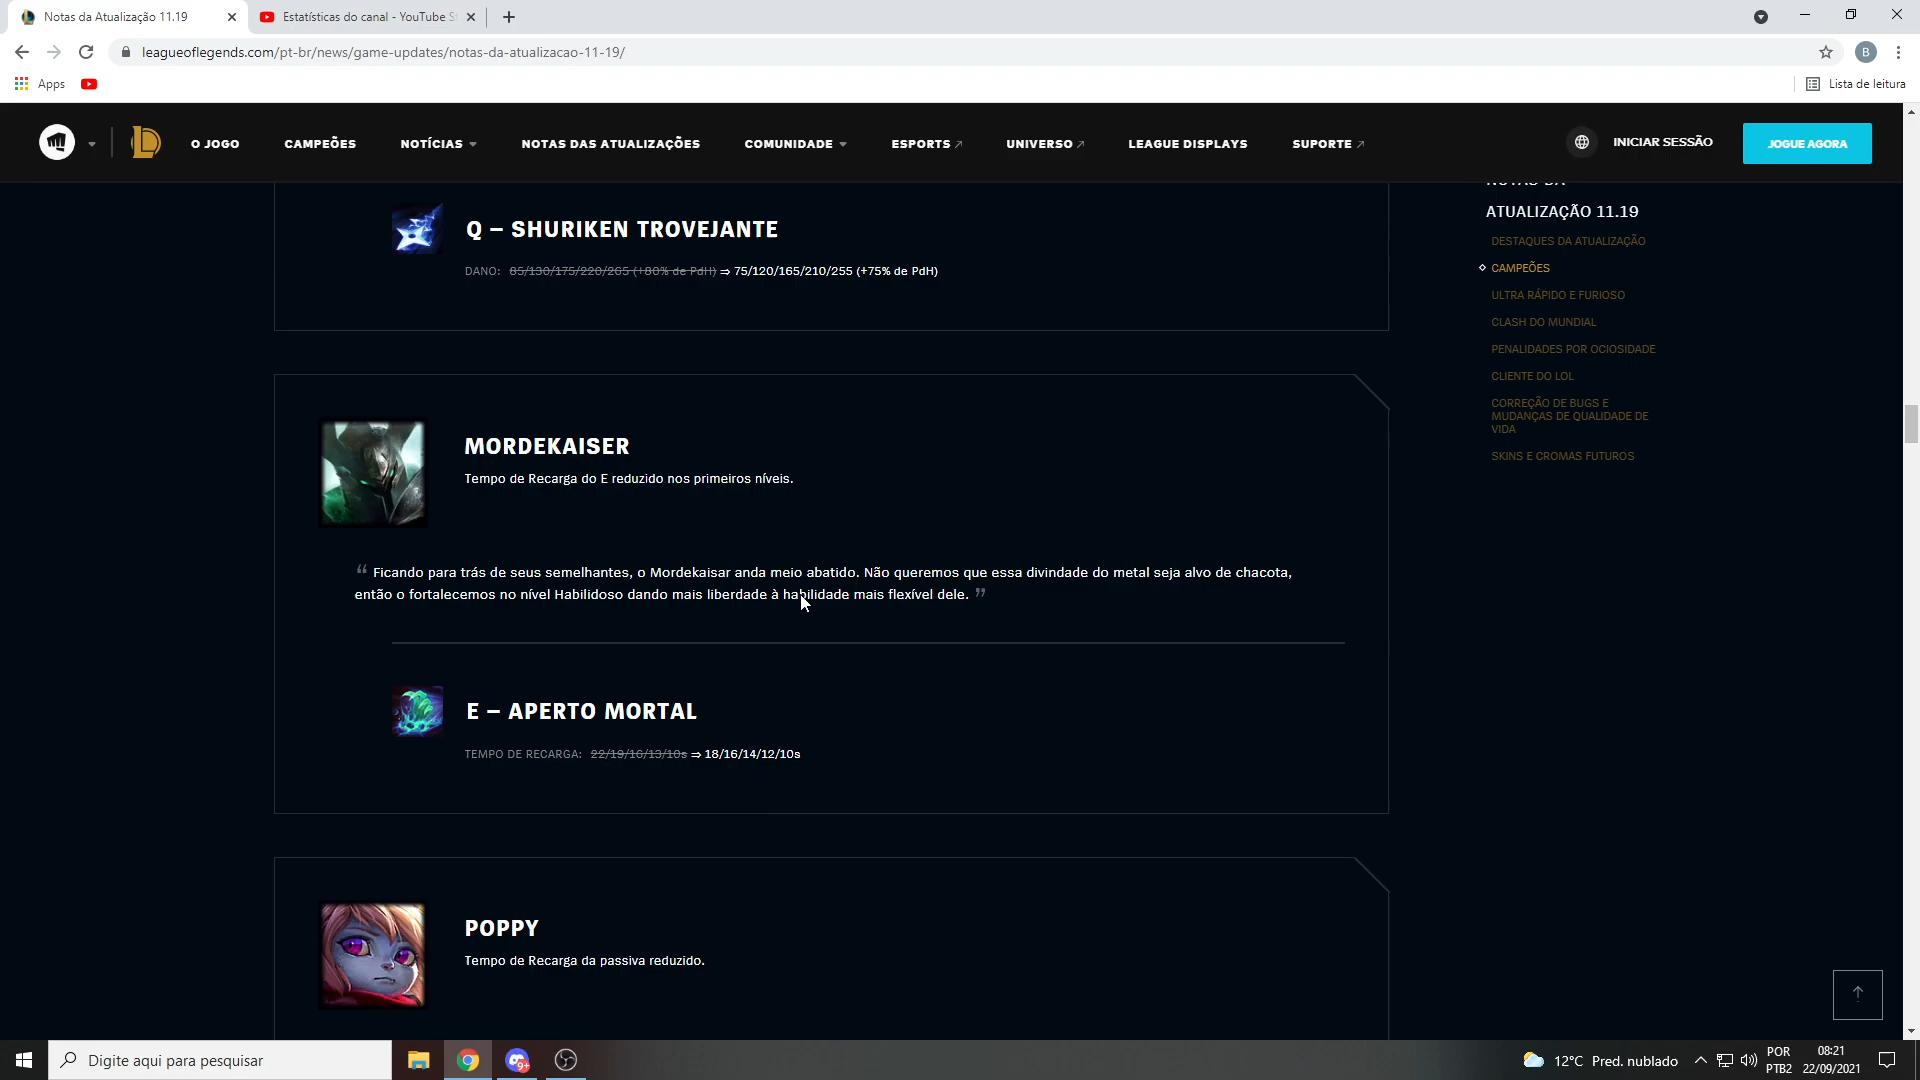 Notas da Atualização 11.19
Estatísticas do canal - YouTube S
leagueoflegends.com/pt-br/news/game-updates/notas-da-atualizacao-11-19/
B
Apps
Lista de leitura
O JOGO
CAMPEÕES
NOTÍCIAS
NOTAS DAS ATUALIZAÇÕES
COMUNIDADE
ESPORTS
UNIVERSO
LEAGUE DISPLAYS
SUPORTE
INICIAR SESSÃO
JOGUE AGORA
Q – SHURIKEN TROVEJANTE
DANO: 85/130/175/220/265 (+80% de PdH) ⇒ 75/120/165/210/255 (+75% de PdH)
MORDEKAISER
Tempo de Recarga do E reduzido nos primeiros níveis.
“ Ficando para trás de seus semelhantes, o Mordekaisar anda meio abatido. Não queremos que essa divindade do metal seja alvo de chacota,
então o fortalecemos no nível Habilidoso dando mais liberdade à habilidade mais flexível dele. ”
E – APERTO MORTAL
TEMPO DE RECARGA: 22/19/16/13/10s ⇒ 18/16/14/12/10s
POPPY
Tempo de Recarga da passiva reduzido.
NOTAS DA
ATUALIZAÇÃO 11.19
DESTAQUES DA ATUALIZAÇÃO
CAMPEÕES
ULTRA RÁPIDO E FURIOSO
CLASH DO MUNDIAL
PENALIDADES POR OCIOSIDADE
CLIENTE DO LOL
CORREÇÃO DE BUGS E
MUDANÇAS DE QUALIDADE DE
VIDA
SKINS E CROMAS FUTUROS
Digite aqui para pesquisar
9+
12°C Pred. nublado
POR
PTB2
08:21
22/09/2021